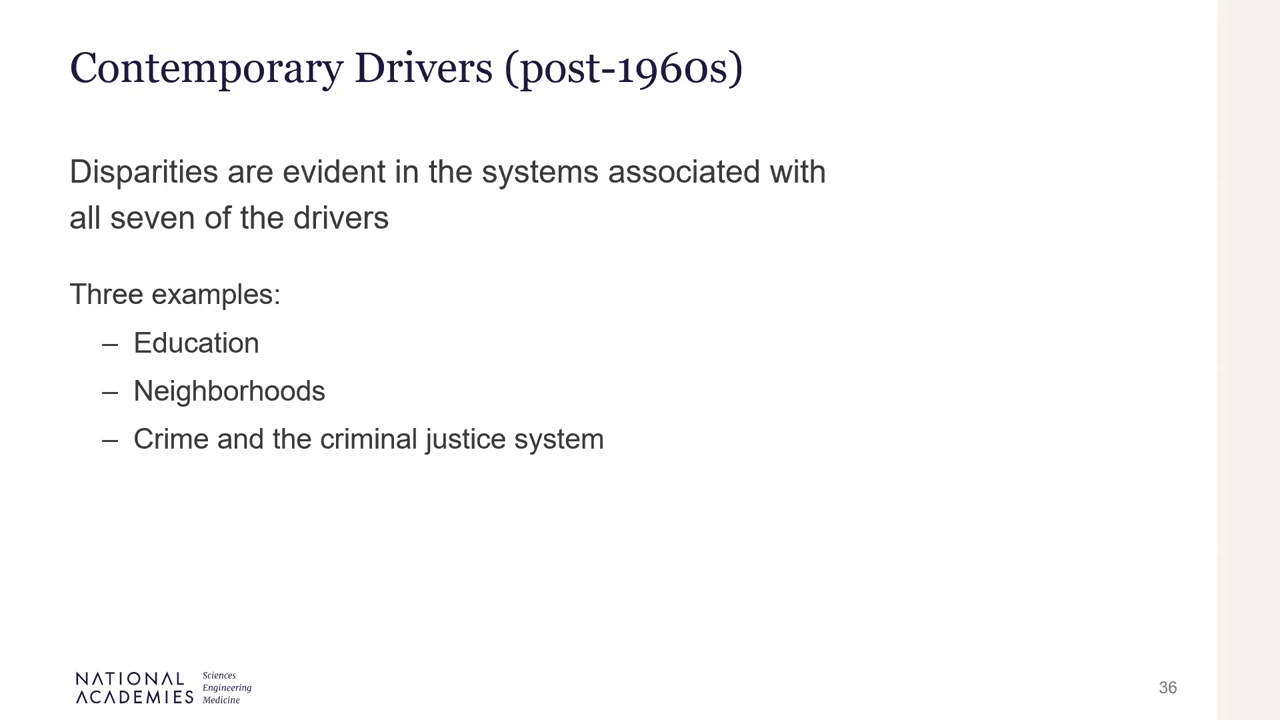 Contemporary Drivers (post-1960s)
Disparities are evident in the systems associated with
all seven of the drivers
Three examples:
– Education
– Neighborhoods
– Crime and the criminal justice system
NATIONAL
ACADEMIES
Sciences
Engineering
Medicine
36